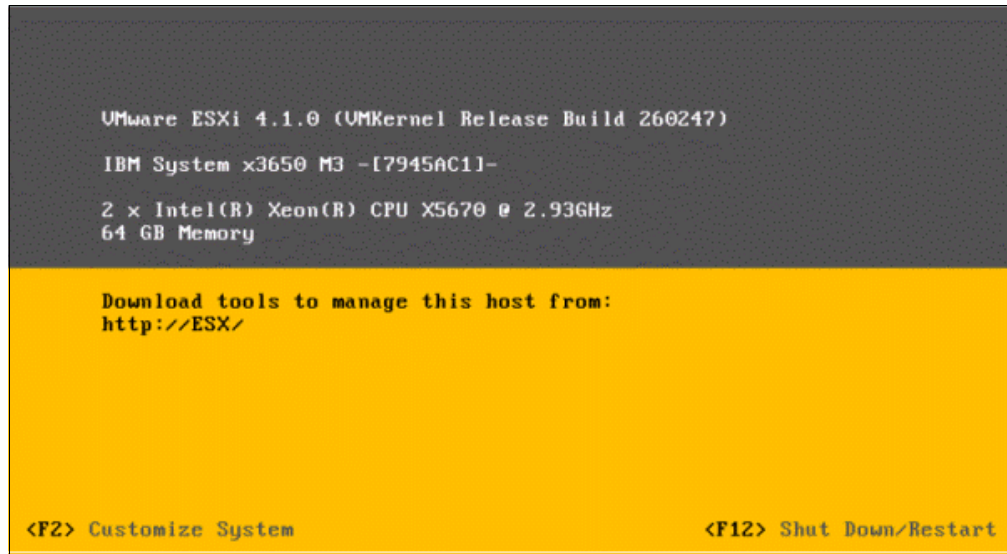 VMware ESXi 4.1.0 (VMKernel Release Build 260247)
IBM System x3650 M3 -[7945AC1]-
2 x Intel(R) Xeon(R) CPU X5670 @ 2.93GHz
64 GB Memory
Download tools to manage this host from:
http://ESX/
<F2> Customize System
<F12> Shut Down/Restart